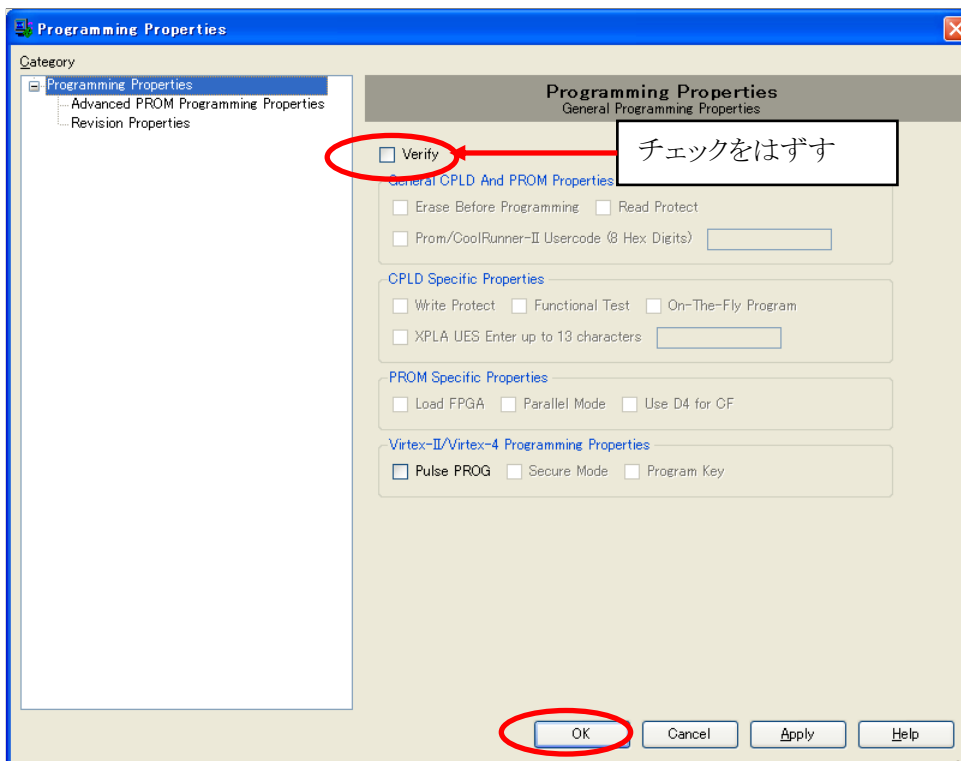 Programming Properties
Category
Programming Properties
Advanced PROM Programming Properties
Revision Properties
Programming Properties
General Programming Properties
Verify
チェックをはずす
General CPLD And PROM Properties
Erase Before Programming Read Protect
Prom/CoolRunner-II Usercode (8 Hex Digits)
CPLD Specific Properties
Write Protect Functional Test On-The-Fly Program
XPLA UES Enter up to 13 characters
PROM Specific Properties
Load FPGA Parallel Mode Use D4 for CF
Virtex-II/Virtex-4 Programming Properties
Pulse PROG Secure Mode Program Key
OK Cancel Apply Help